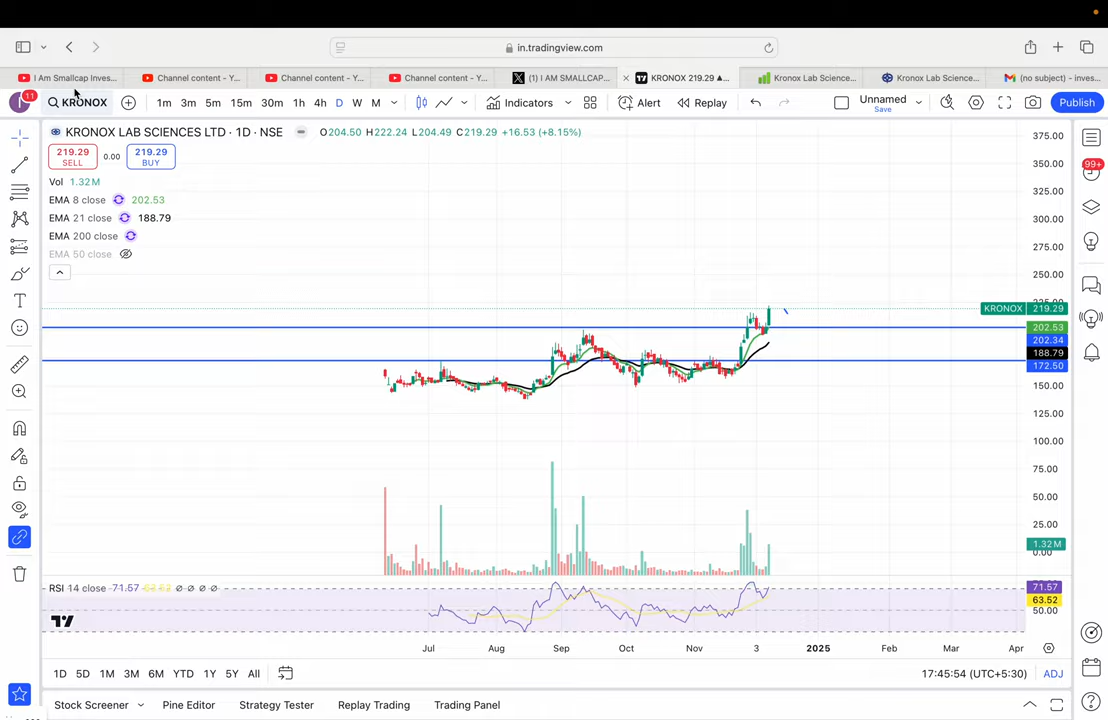 in.tradingview.com
I Am Smallcap Inves...
Channel content - Y...
Channel content - Y...
Channel content - Y...
(1) I AM SMALLCAP...
KRONOX 219.29 ▲...
Kronox Lab Science...
Kronox Lab Science...
(no subject) - inves...
I
11
KRONOX
1m 3m 5m 15m 30m 1h 4h D W M
Indicators
Alert
Replay
Unnamed
Save
Publish
KRONOX LAB SCIENCES LTD · 1D · NSE
O204.50 H222.24 L204.49 C219.29 +16.53 (+8.15%)
219.29
SELL
0.00
219.29
BUY
Vol 1.32M
EMA 8 close 202.53
EMA 21 close 188.79
EMA 200 close
EMA 50 close
99+
375.00
350.00
325.00
300.00
275.00
250.00
225.00
KRONOX 219.29
202.53
202.34
188.79
172.50
150.00
125.00
100.00
75.00
50.00
25.00
1.32M
0.00
RSI 14 close 71.57 63.52 ∅ ∅ ∅ ∅
71.57
63.52
50.00
Jul Aug Sep Oct Nov 3 2025 Feb Mar Apr
1D 5D 1M 3M 6M YTD 1Y 5Y All
17:45:54 (UTC+5:30)
ADJ
Stock Screener
Pine Editor
Strategy Tester
Replay Trading
Trading Panel